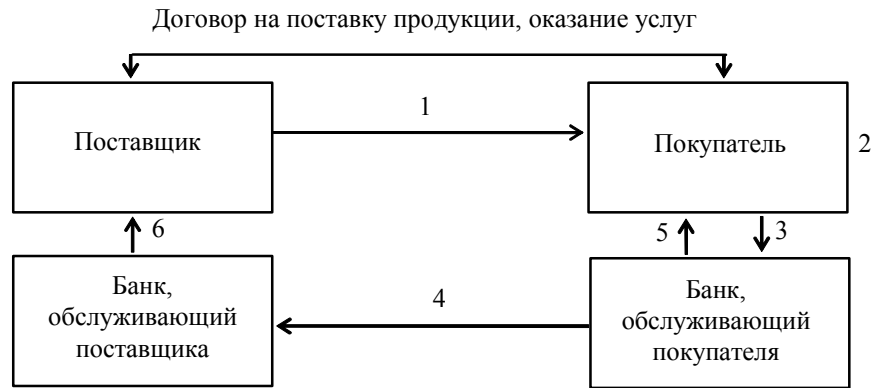 Договор на поставку продукции, оказание услуг
1
Поставщик
Покупатель
2
6
5
3
Банк,
обслуживающий
поставщика
4
Банк,
обслуживающий
покупателя